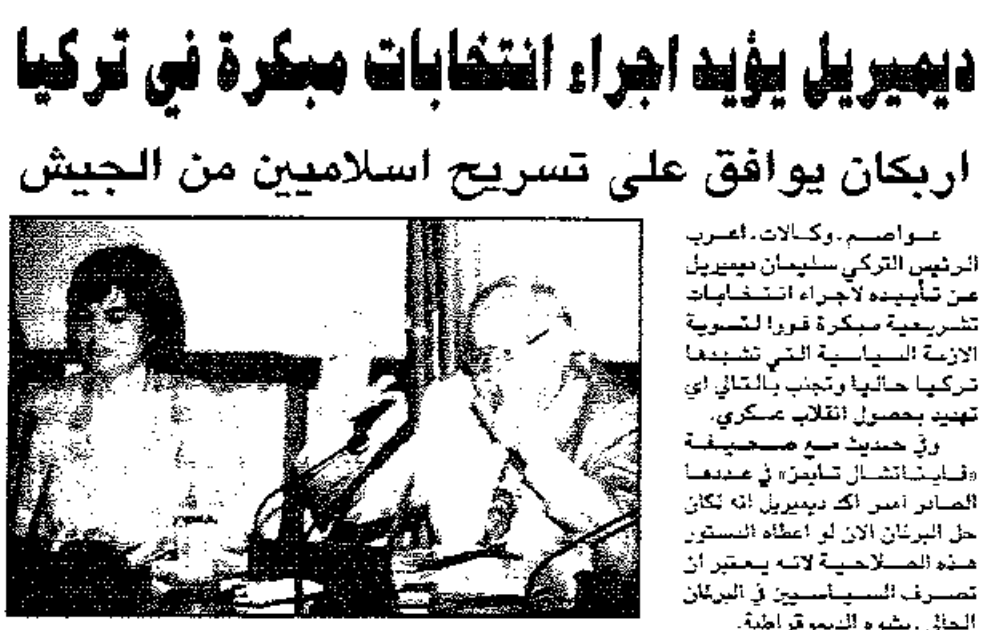 ديميريل يؤيد اجراء انتخابات مبكرة في تركيا
اربكان يوافق على تسريح اسلاميين من الجيش
عواصم . وكالات . اعرب
الرئيس التركي سليمان ديميريل
عن تأييده لاجراء انتخابات
تشريعية مبكرة فورا لتسوية
الازمة السياسية التي تشهدها
تركيا حاليا وتجنب بالتالي اي
تهديد بحصول انقلاب عسكري.
وفي حديث مع صحيفة
«فايننانشال تايمز» في عددها
الصادر امس اكد ديميريل انه لكان
حل البرلمان الان لو اعطاه الدستور
هذه الصلاحية لانه يعتبر ان
تصرف السياسيين في البرلمان
الحالي يشوه الديموقراطية.